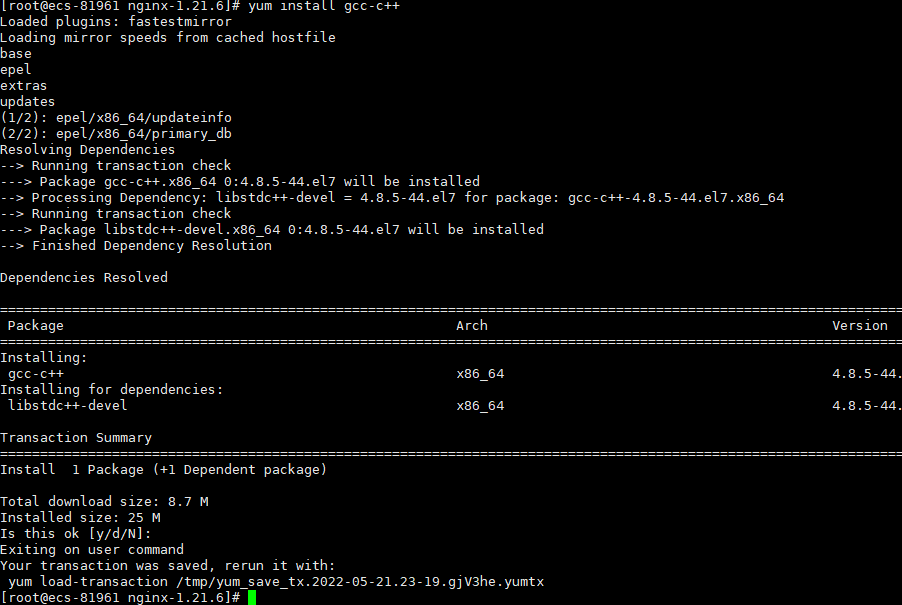 [root@ecs-81961 nginx-1.21.6]# yum install gcc-c++
Loaded plugins: fastestmirror
Loading mirror speeds from cached hostfile
base
epel
extras
updates
(1/2): epel/x86_64/updateinfo
(2/2): epel/x86_64/primary_db
Resolving Dependencies
--> Running transaction check
---> Package gcc-c++.x86_64 0:4.8.5-44.el7 will be installed
--> Processing Dependency: libstdc++-devel = 4.8.5-44.el7 for package: gcc-c++-4.8.5-44.el7.x86_64
--> Running transaction check
---> Package libstdc++-devel.x86_64 0:4.8.5-44.el7 will be installed
--> Finished Dependency Resolution

Dependencies Resolved

================================================================================
 Package Arch Version
================================================================================
Installing:
 gcc-c++ x86_64 4.8.5-44.
Installing for dependencies:
 libstdc++-devel x86_64 4.8.5-44.

Transaction Summary
================================================================================
Install  1 Package (+1 Dependent package)

Total download size: 8.7 M
Installed size: 25 M
Is this ok [y/d/N]:
Exiting on user command
Your transaction was saved, rerun it with:
 yum load-transaction /tmp/yum_save_tx.2022-05-21.23-19.gjV3he.yumtx
[root@ecs-81961 nginx-1.21.6]#